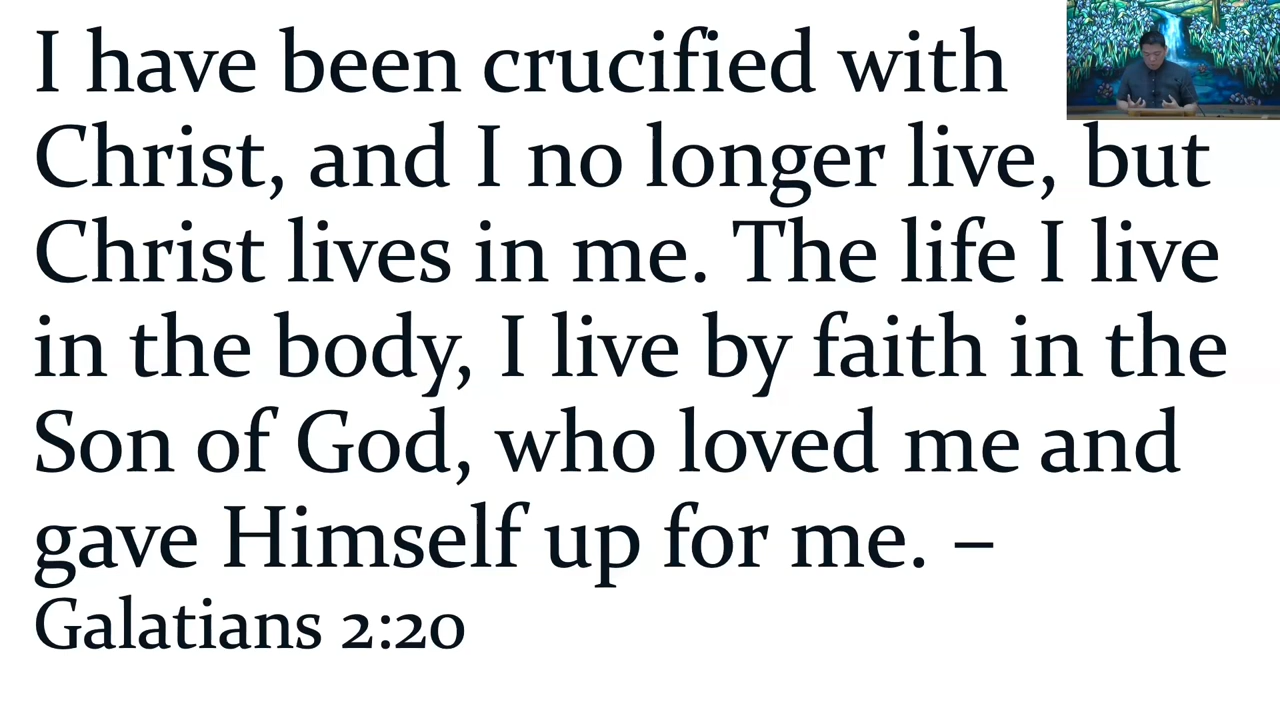 I have been crucified with
Christ, and I no longer live, but
Christ lives in me. The life I live
in the body, I live by faith in the
Son of God, who loved me and
gave Himself up for me. –
Galatians 2:20